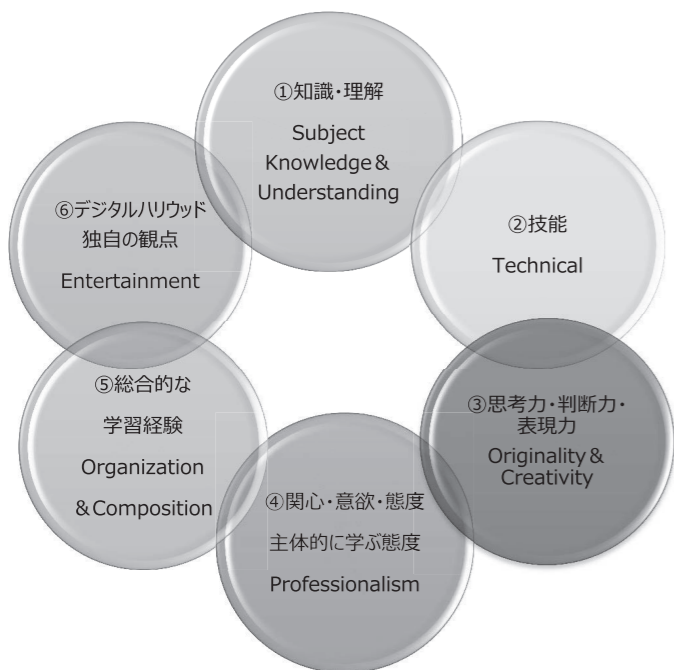 ①知識・理解
Subject
Knowledge &
Understanding
②技能
Technical
③思考力・判断力・
表現力
Originality &
Creativity
④関心・意欲・態度
主体的に学ぶ態度
Professionalism
⑤総合的な
学習経験
Organization
& Composition
⑥デジタルハリウッド
独自の観点
Entertainment